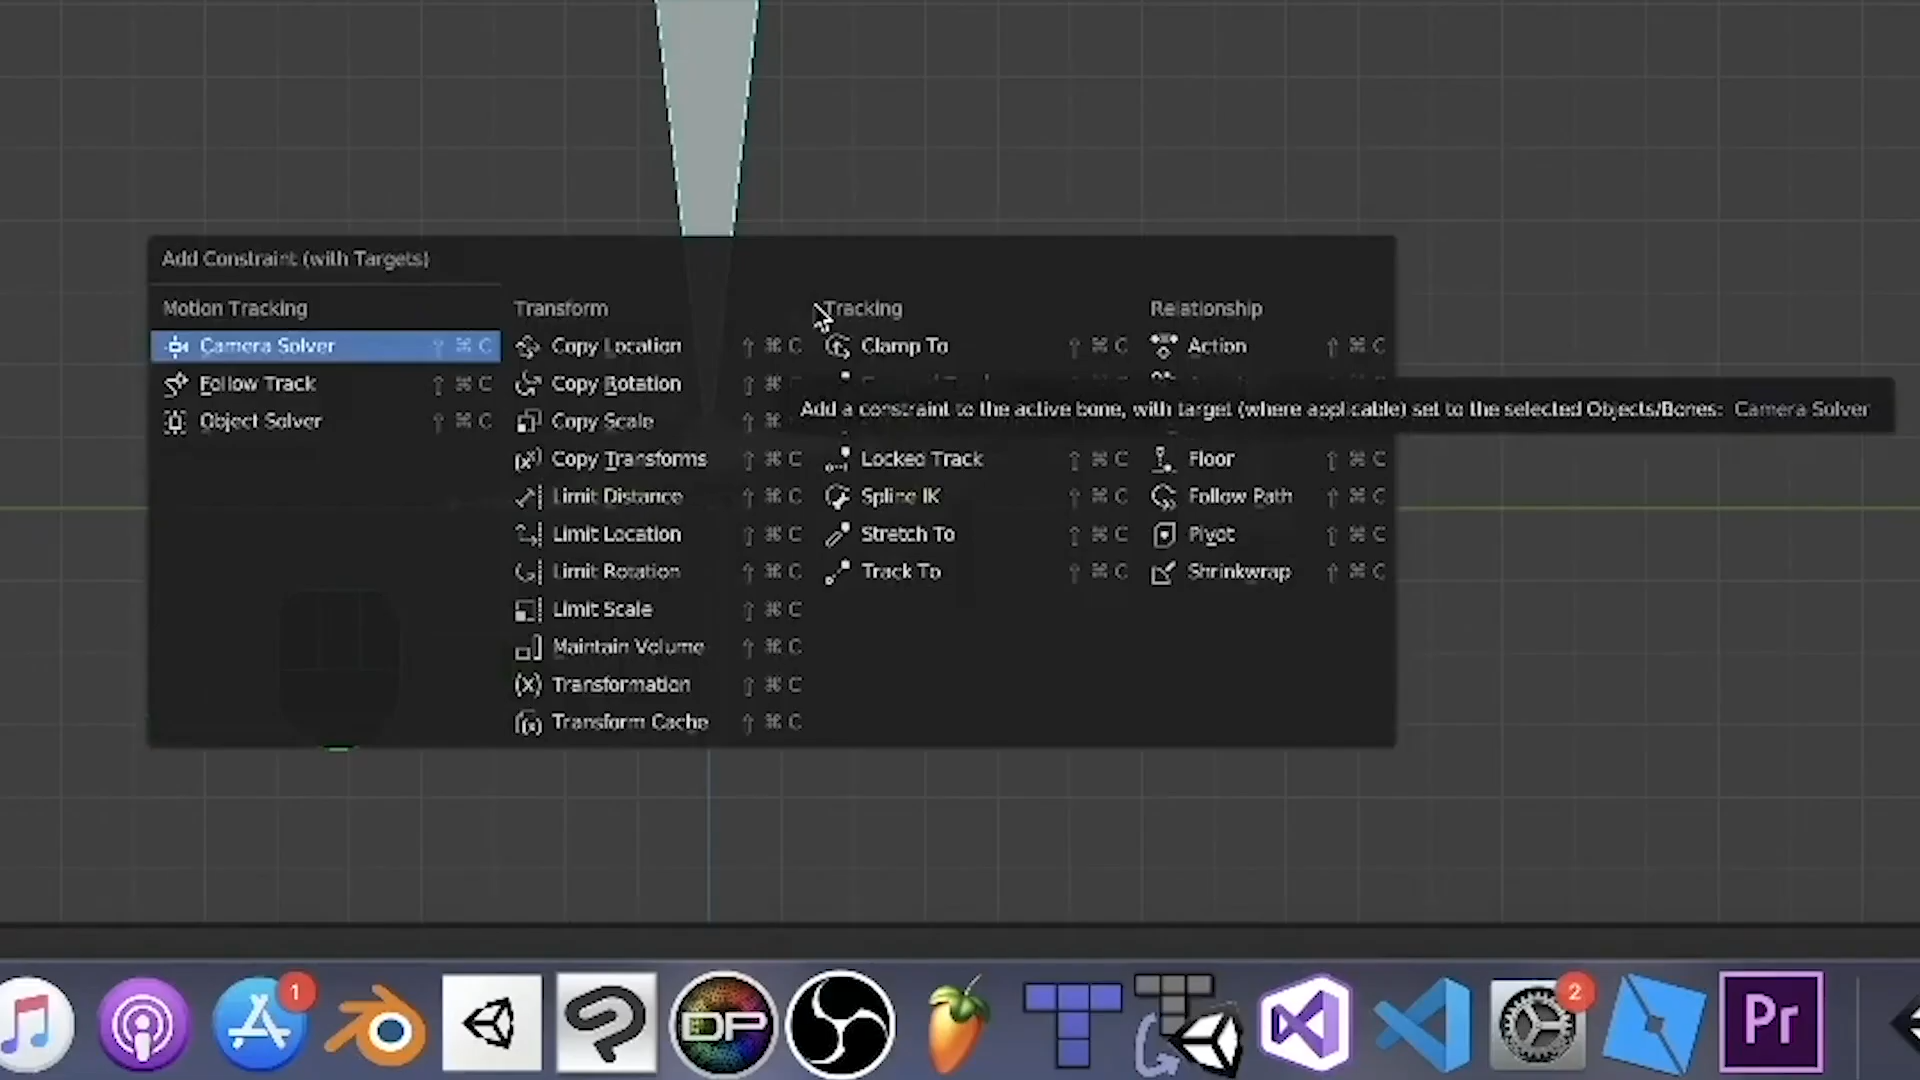 Add Constraint (with Targets)
Motion Tracking
Camera Solver ⇧ ⌘ C
Follow Track ⇧ ⌘ C
Object Solver ⇧ ⌘ C
Transform
Copy Location ⇧ ⌘ C
Copy Rotation ⇧ ⌘
Copy Scale ⇧ ⌘
Copy Transforms ⇧ ⌘ C
Limit Distance ⇧ ⌘ C
Limit Location ⇧ ⌘ C
Limit Rotation ⇧ ⌘ C
Limit Scale ⇧ ⌘ C
Maintain Volume ⇧ ⌘ C
Transformation ⇧ ⌘ C
Transform Cache ⇧ ⌘ C
Tracking
Clamp To ⇧ ⌘ C
Locked Track ⇧ ⌘ C
Spline IK ⇧ ⌘ C
Stretch To ⇧ ⌘ C
Track To ⇧ ⌘ C
Relationship
Action ⇧ ⌘ C
Floor ⇧ ⌘ C
Follow Path ⇧ ⌘ C
Pivot ⇧ ⌘ C
Shrinkwrap ⇧ ⌘ C
Add a constraint to the active bone, with target (where applicable) set to the selected Objects/Bones: Camera Solver
1
DP
2
Pr